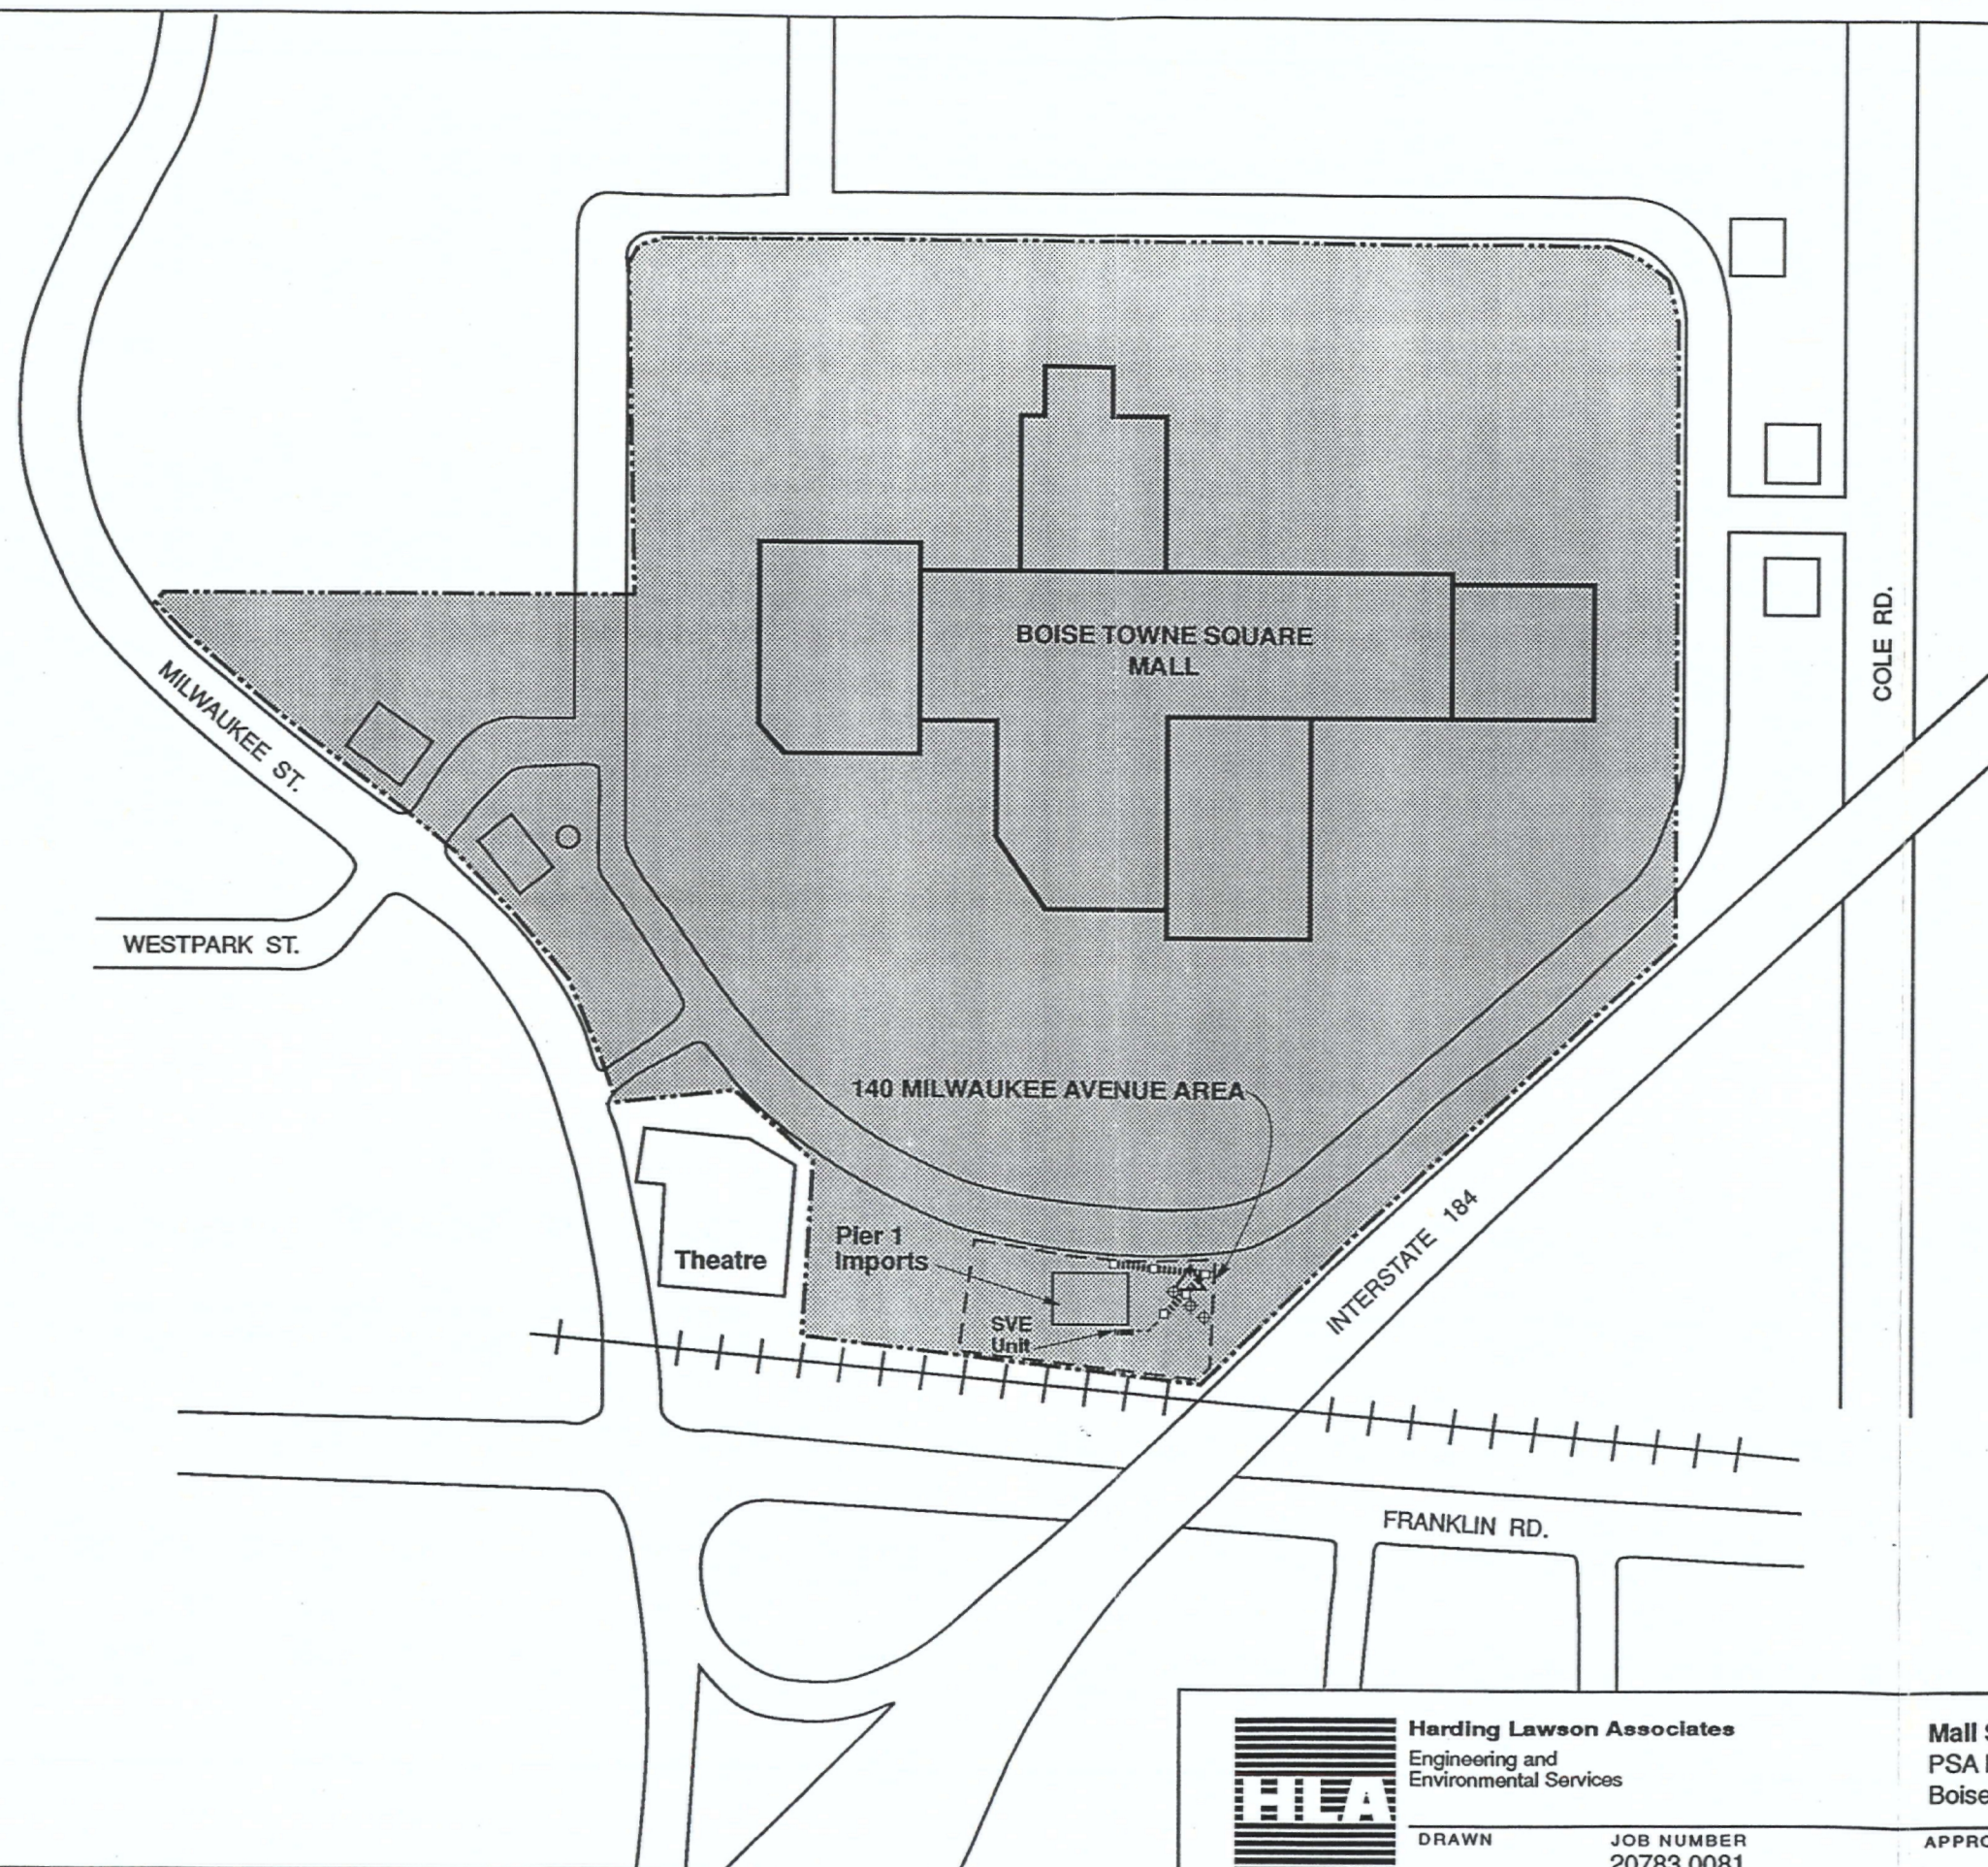 BOISE TOWNE SQUARE
MALL
COLE RD.
MILWAUKEE ST.
WESTPARK ST.
140 MILWAUKEE AVENUE AREA
Pier 1
Imports
Theatre
SVE
Unit
INTERSTATE 184
FRANKLIN RD.
HLA
Harding Lawson Associates
Engineering and
Environmental Services
DRAWN
JOB NUMBER
20783.0081
Mall
PSA
Boise
APPRO